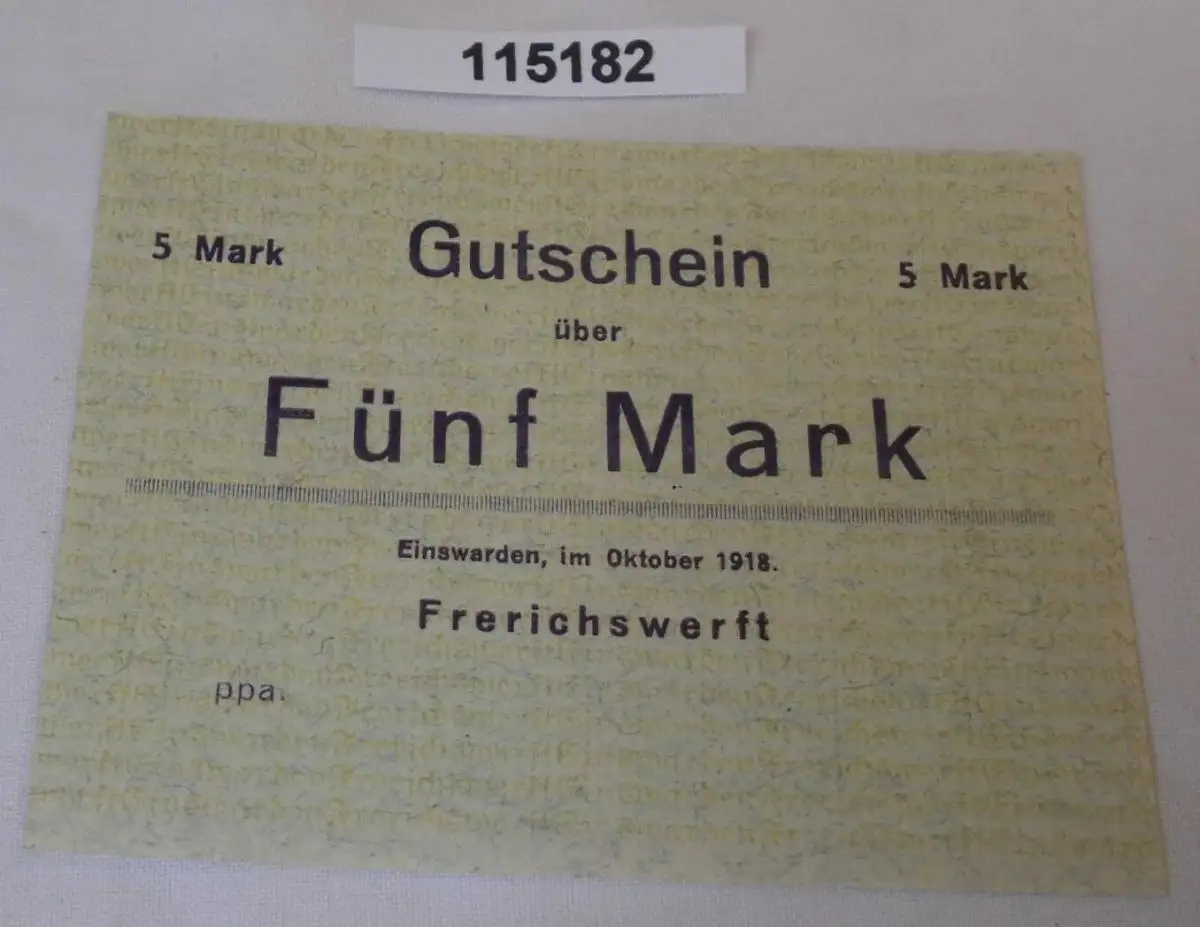 115182
5 Mark Gutschein 5 Mark
über
Fünf Mark
Einswarden, im Oktober 1918.
Frerichswerft
ppa.